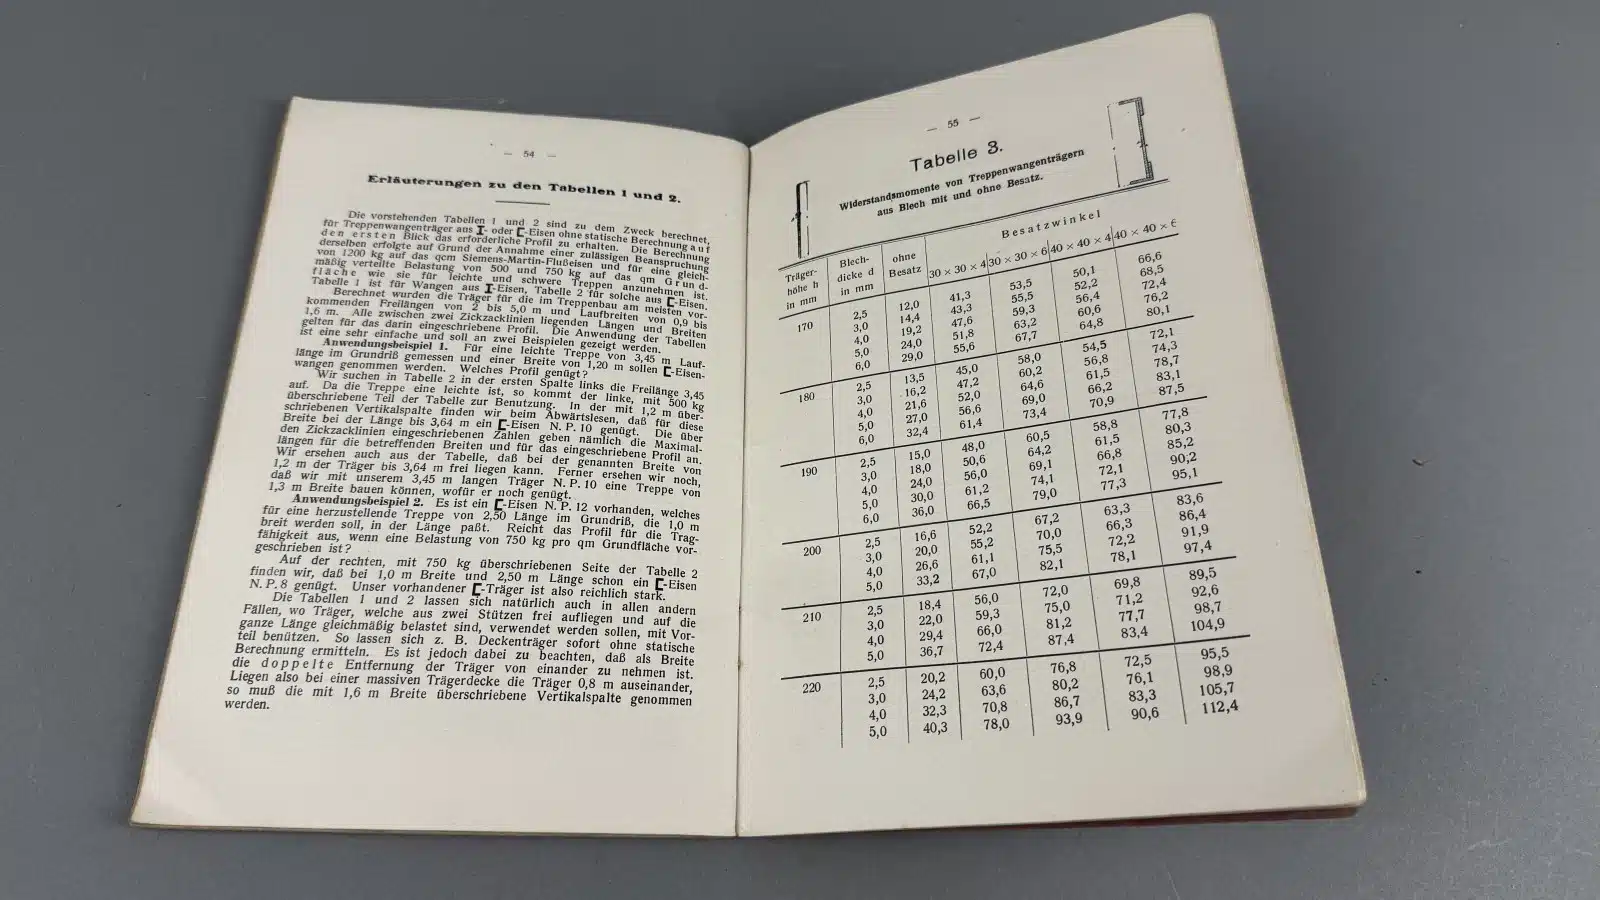 — 54 —
Erläuterungen zu den Tabellen 1 und 2.
Die vorstehenden Tabellen 1 und 2 sind zu dem Zweck berechnet,
für Treppenwangenträger aus I- oder [-Eisen ohne statische Berechnung auf
den ersten Blick das erforderliche Profil zu erhalten. Die Berechnung
derselben erfolgte auf Grund der Annahme einer zulässigen Beanspruchung
von 1200 kg auf das qcm Siemens-Martin-Flußeisen und für eine gleich-
mäßig verteilte Belastung von 500 und 750 kg auf das qm Grund-
fläche wie sie für leichte und schwere Treppen anzunehmen ist.
Tabelle 1 ist für Wangen aus I-Eisen, Tabelle 2 für solche aus [-Eisen.
Berechnet wurden die Träger für die im Treppenbau am meisten vor-
kommenden Freilängen von 2 bis 5,0 m und Laufbreiten von 0,9 bis
1,6 m. Alle zwischen zwei Zickzacklinien liegenden Längen und Breiten
gelten für das darin eingeschriebene Profil. Die Anwendung der Tabellen
ist eine sehr einfache und soll an zwei Beispielen gezeigt werden.
Anwendungsbeispiel 1. Für eine leichte Treppe von 3,45 m Lauf-
länge im Grundriß gemessen und einer Breite von 1,20 m sollen [-Eisen-
wangen genommen werden. Welches Profil genügt?
Wir suchen in Tabelle 2 in der ersten Spalte links die Freilänge 3,45
auf. Da die Treppe eine leichte ist, so kommt der linke, mit 500 kg
überschriebene Teil der Tabelle zur Benutzung. In der mit 1,2 m über-
schriebenen Vertikalspalte finden wir beim Abwärtslesen, daß für diese
Breite bei der Länge bis 3,64 m ein [-Eisen N. P. 10 genügt. Die über
den Zickzacklinien eingeschriebenen Zahlen geben nämlich die Maximal-
längen für die betreffenden Breiten und für das eingeschriebene Profil an.
Wir ersehen auch aus der Tabelle, daß bei der genannten Breite von
1,2 m der Träger bis 3,64 m frei liegen kann. Ferner ersehen wir noch,
daß wir mit unserem 3,45 m langen Träger N. P. 10 eine Treppe von
1,3 m Breite bauen können, wofür er noch genügt.
Anwendungsbeispiel 2. Es ist ein [-Eisen N. P. 12 vorhanden, welches
für eine herzustellende Treppe von 2,50 Länge im Grundriß, die 1,0 m
breit werden soll, in der Länge paßt. Reicht das Profil für die Trag-
fähigkeit aus, wenn eine Belastung von 750 kg pro qm Grundfläche vor-
geschrieben ist?
Auf der rechten, mit 750 kg überschriebenen Seite der Tabelle 2
finden wir, daß bei 1,0 m Breite und 2,50 m Länge schon ein [-Eisen
N. P. 8 genügt. Unser vorhandener [-Träger ist also reichlich stark.
Die Tabellen 1 und 2 lassen sich natürlich auch in allen andern
Fällen, wo Träger, welche aus zwei Stützen frei aufliegen und auf die
ganze Länge gleichmäßig belastet sind, verwendet werden sollen, mit Vor-
teil benützen. So lassen sich z. B. Deckenträger sofort ohne statische
Berechnung ermitteln. Es ist jedoch dabei zu beachten, daß als Breite
die doppelte Entfernung der Träger von einander zu nehmen ist.
Liegen also bei einer massiven Trägerdecke die Träger 0,8 m auseinander,
so muß die mit 1,6 m Breite überschriebene Vertikalspalte genommen
werden.
— 55 —
Tabelle 3.
Widerstandsmomente von Treppenwangenträgern
aus Blech mit und ohne Besatz.
Träger-höhe h in mm | Blech-dicke d in mm | ohne Besatz | Besatzwinkel
30 × 30 × 4 | 30 × 30 × 6 | 40 × 40 × 4 | 40 × 40 × 6
170 2,5 12,0 41,3 53,5 50,1 66,6
3,0 14,4 43,3 55,5 52,2 68,5
4,0 19,2 47,6 59,3 56,4 72,4
5,0 24,0 51,8 63,2 60,6 76,2
6,0 29,0 55,6 67,7 64,8 80,1
180 2,5 13,5 45,0 58,0 54,5 72,1
3,0 16,2 47,2 60,2 56,8 74,3
4,0 21,6 52,0 64,6 61,5 78,7
5,0 27,0 56,6 69,0 66,2 83,1
6,0 32,4 61,4 73,4 70,9 87,5
190 2,5 15,0 48,0 60,5 58,8 77,8
3,0 18,0 50,6 64,2 61,5 80,3
4,0 24,0 56,0 69,1 66,8 85,2
5,0 30,0 61,2 74,1 72,1 90,2
6,0 36,0 66,5 79,0 77,3 95,1
200 2,5 16,6 52,2 67,2 63,3 83,6
3,0 20,0 55,2 70,0 66,3 86,4
4,0 26,6 61,1 75,5 72,2 91,9
5,0 33,2 67,0 82,1 78,1 97,4
210 2,5 18,4 56,0 72,0 69,8 89,5
3,0 22,0 59,3 75,0 71,2 92,6
4,0 29,4 66,0 81,2 77,7 98,7
5,0 36,7 72,4 87,4 83,4 104,9
220 2,5 20,2 60,0 76,8 72,5 95,5
3,0 24,2 63,6 80,2 76,1 98,9
4,0 32,3 70,8 86,7 83,3 105,7
5,0 40,3 78,0 93,9 90,6 112,4